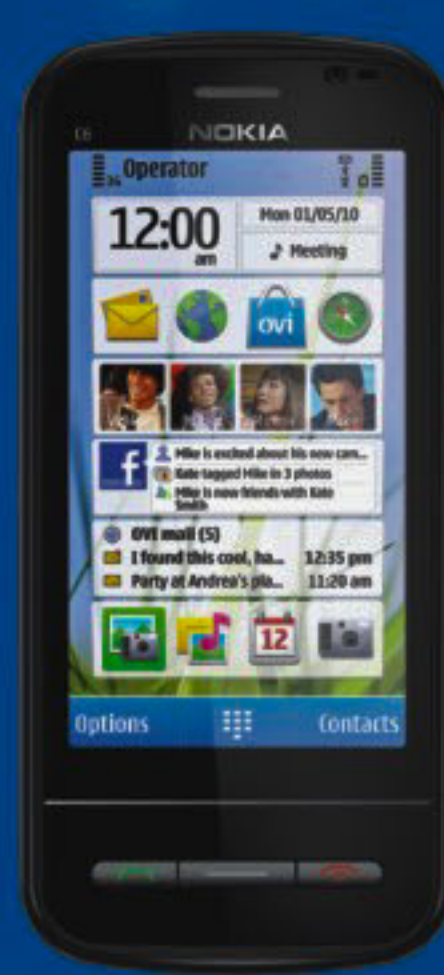 C6
NOKIA
3G Operator
12:00
am
Mon 01/05/10
Meeting
ovi
f
Mike is excited about his new cam...
Kate tagged Mike in 3 photos
Mike is now friends with Kate
Smith
OVI mail (5)
I found this cool, ha... 12:35 pm
Party at Andrea's pla... 11:20 am
12
Options Contacts